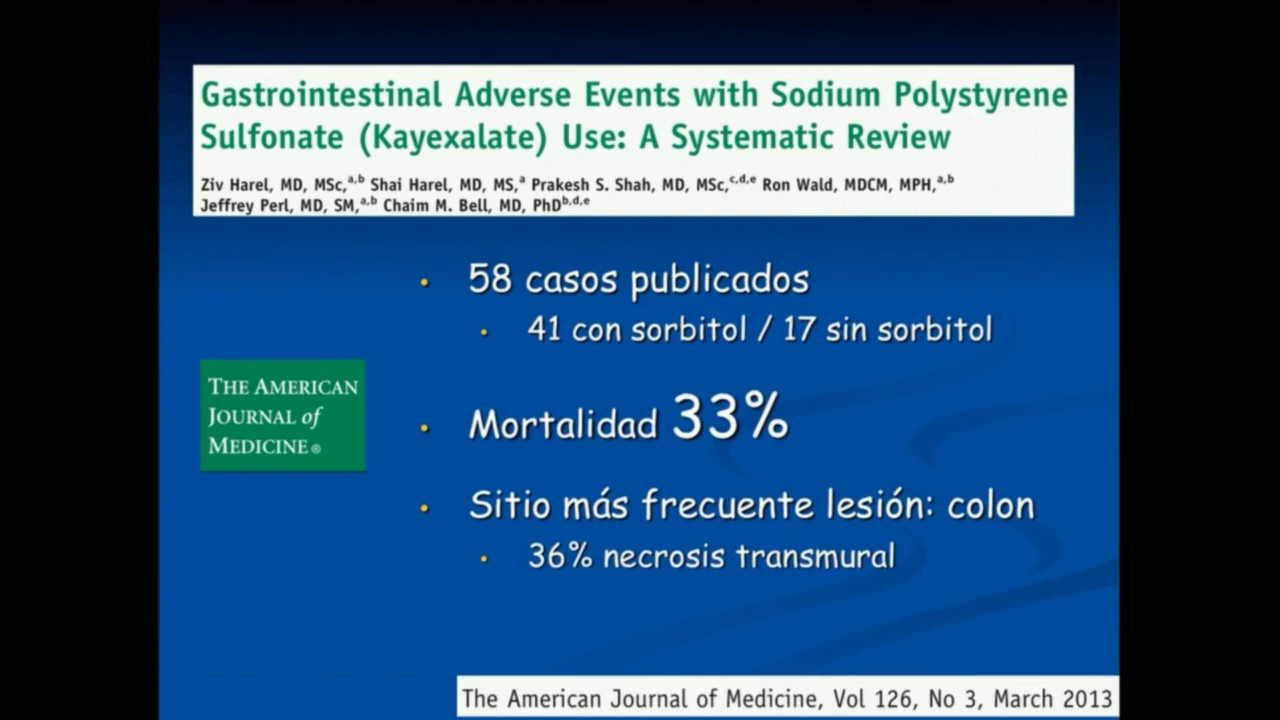 Gastrointestinal Adverse Events with Sodium Polystyrene
Sulfonate (Kayexalate) Use: A Systematic Review
Ziv Harel, MD, MSc,a,b Shai Harel, MD, MS,a Prakesh S. Shah, MD, MSc,c,d,e Ron Wald, MDCM, MPH,a,b
Jeffrey Perl, MD, SM,a,b Chaim M. Bell, MD, PhDb,d,e
• 58 casos publicados
• 41 con sorbitol / 17 sin sorbitol
THE AMERICAN
JOURNAL of
MEDICINE®
• Mortalidad 33%
• Sitio más frecuente lesión: colon
• 36% necrosis transmural
The American Journal of Medicine, Vol 126, No 3, March 2013